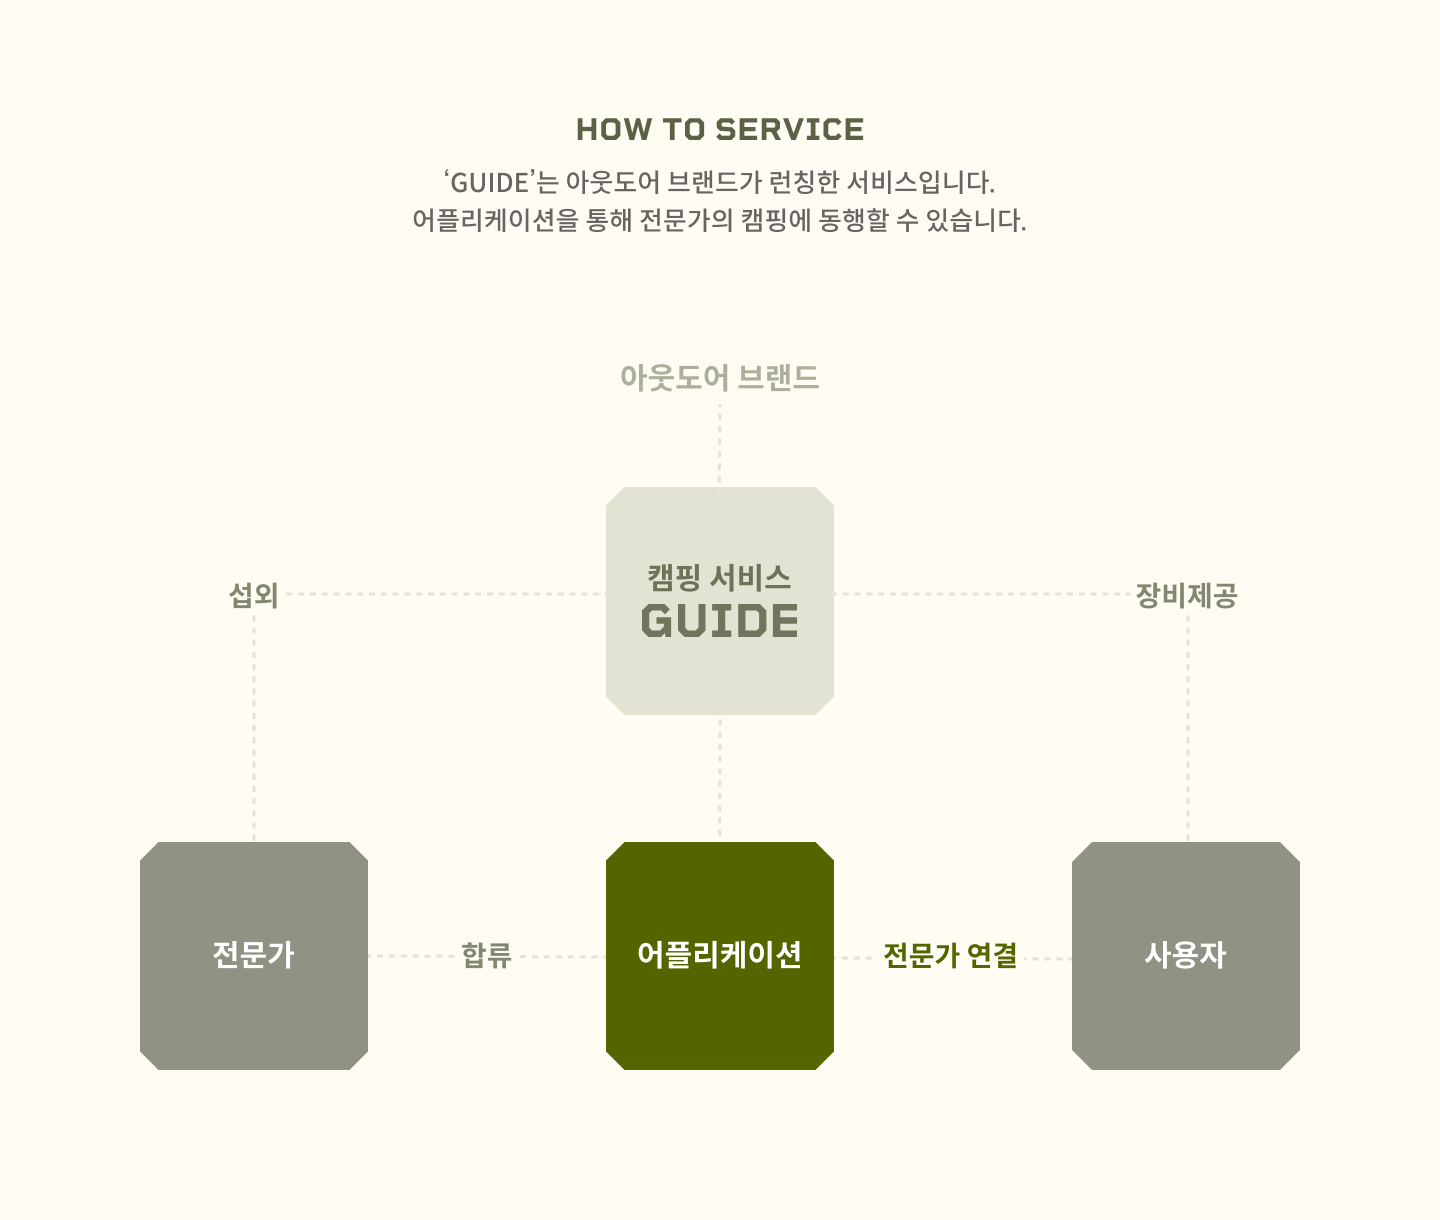 HOW TO SERVICE
‘GUIDE’는 아웃도어 브랜드가 런칭한 서비스입니다.
어플리케이션을 통해 전문가의 캠핑에 동행할 수 있습니다.
아웃도어 브랜드
캠핑 서비스
GUIDE
섭외
장비제공
전문가
합류
어플리케이션
전문가 연결
사용자